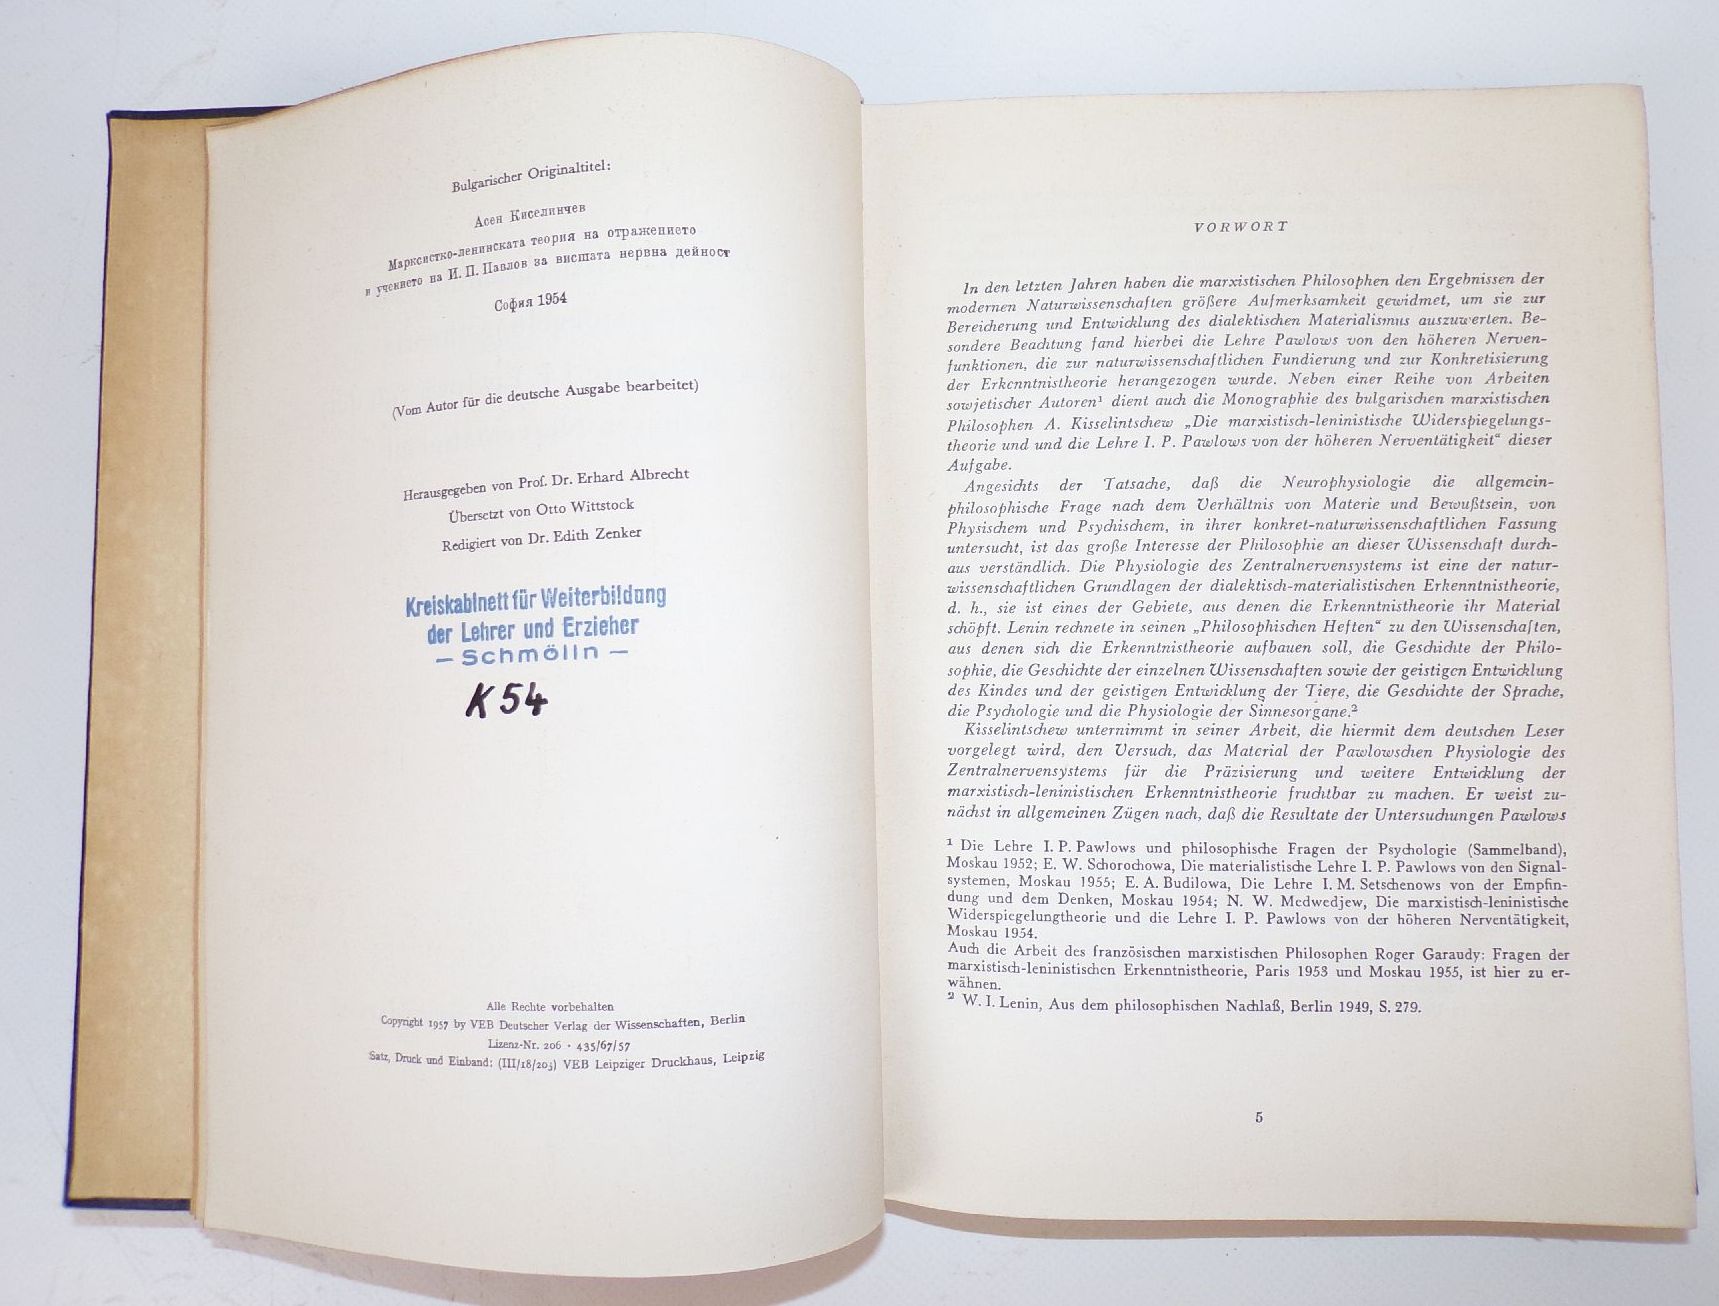 Bulgarischer Originaltitel:
Асен Киселинчев
Марксистко-ленинската теория на отражението
и учението на И. П. Павлов за висшата нервна дейност
София 1954
(Vom Autor für die deutsche Ausgabe bearbeitet)
Herausgegeben von Prof. Dr. Erhard Albrecht
Übersetzt von Otto Wittstock
Redigiert von Dr. Edith Zenker
Kreiskabinett für Weiterbildung
der Lehrer und Erzieher
– Schmölln –
K 54
Alle Rechte vorbehalten
Copyright 1957 by VEB Deutscher Verlag der Wissenschaften, Berlin
Lizenz-Nr. 206 · 435/67/57
Satz, Druck und Einband: (III/18/203) VEB Leipziger Druckhaus, Leipzig
VORWORT
In den letzten Jahren haben die marxistischen Philosophen den Ergebnissen der
modernen Naturwissenschaften größere Aufmerksamkeit gewidmet, um sie zur
Bereicherung und Entwicklung des dialektischen Materialismus auszuwerten. Be-
sondere Beachtung fand hierbei die Lehre Pawlows von den höheren Nerven-
funktionen, die zur naturwissenschaftlichen Fundierung und zur Konkretisierung
der Erkenntnistheorie herangezogen wurde. Neben einer Reihe von Arbeiten
sowjetischer Autoren¹ dient auch die Monographie des bulgarischen marxistischen
Philosophen A. Kisselintschew „Die marxistisch-leninistische Widerspiegelungs-
theorie und und die Lehre I. P. Pawlows von der höheren Nerventätigkeit“ dieser
Aufgabe.
Angesichts der Tatsache, daß die Neurophysiologie die allgemein-
philosophische Frage nach dem Verhältnis von Materie und Bewußtsein, von
Physischem und Psychischem, in ihrer konkret-naturwissenschaftlichen Fassung
untersucht, ist das große Interesse der Philosophie an dieser Wissenschaft durch-
aus verständlich. Die Physiologie des Zentralnervensystems ist eine der natur-
wissenschaftlichen Grundlagen der dialektisch-materialistischen Erkenntnistheorie,
d. h., sie ist eines der Gebiete, aus denen die Erkenntnistheorie ihr Material
schöpft. Lenin rechnete in seinen „Philosophischen Heften“ zu den Wissenschaften,
aus denen sich die Erkenntnistheorie aufbauen soll, die Geschichte der Philo-
sophie, die Geschichte der einzelnen Wissenschaften sowie der geistigen Entwicklung
des Kindes und der geistigen Entwicklung der Tiere, die Geschichte der Sprache,
die Psychologie und die Physiologie der Sinnesorgane.²
Kisselintschew unternimmt in seiner Arbeit, die hiermit dem deutschen Leser
vorgelegt wird, den Versuch, das Material der Pawlowschen Physiologie des
Zentralnervensystems für die Präzisierung und weitere Entwicklung der
marxistisch-leninistischen Erkenntnistheorie fruchtbar zu machen. Er weist zu-
nächst in allgemeinen Zügen nach, daß die Resultate der Untersuchungen Pawlows
¹ Die Lehre I. P. Pawlows und philosophische Fragen der Psychologie (Sammelband),
Moskau 1952; E. W. Schorochowa, Die materialistische Lehre I. P. Pawlows von den Signal-
systemen, Moskau 1955; E. A. Budilowa, Die Lehre I. M. Setschenows von der Empfin-
dung und dem Denken, Moskau 1954; N. W. Medwedjew, Die marxistisch-leninistische
Widerspiegelungtheorie und die Lehre I. P. Pawlows von der höheren Nerventätigkeit,
Moskau 1954.
Auch die Arbeit des französischen marxistischen Philosophen Roger Garaudy: Fragen der
marxistisch-leninistischen Erkenntnistheorie, Paris 1953 und Moskau 1955, ist hier zu er-
wähnen.
² W. I. Lenin, Aus dem philosophischen Nachlaß, Berlin 1949, S. 279.
5